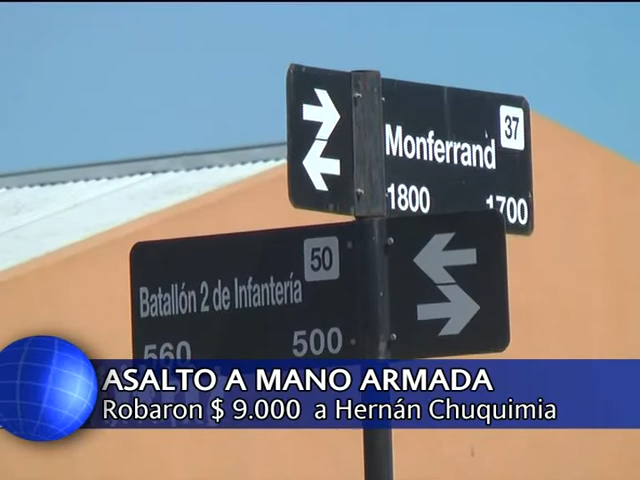 37
Monferrand
1800 1700
50
Batallón 2 de Infantería
560 500
ASALTO A MANO ARMADA
Robaron $ 9.000 a Hernán Chuquimia